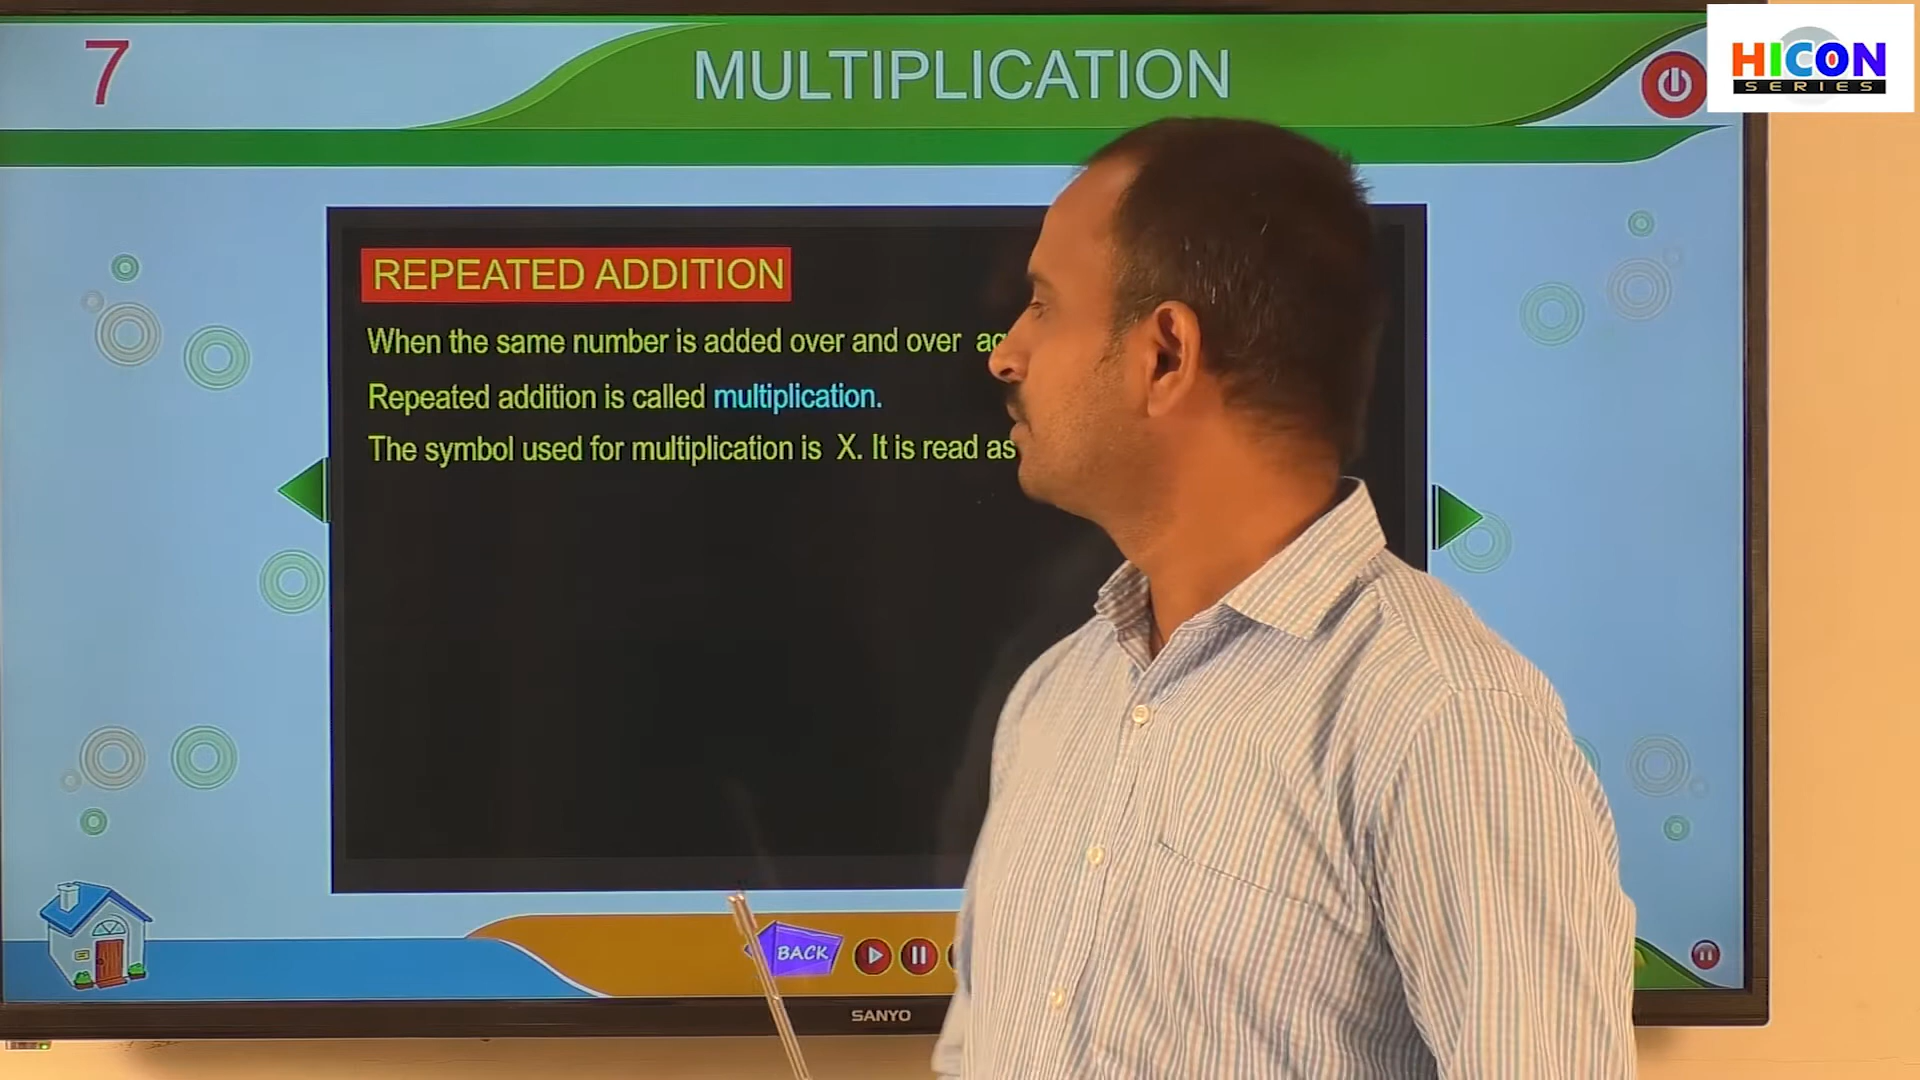 7
MULTIPLICATION
HICON
SERIES
REPEATED ADDITION
When the same number is added over and over
Repeated addition is called multiplication.
The symbol used for multiplication is X. It is read as
BACK
SANYO